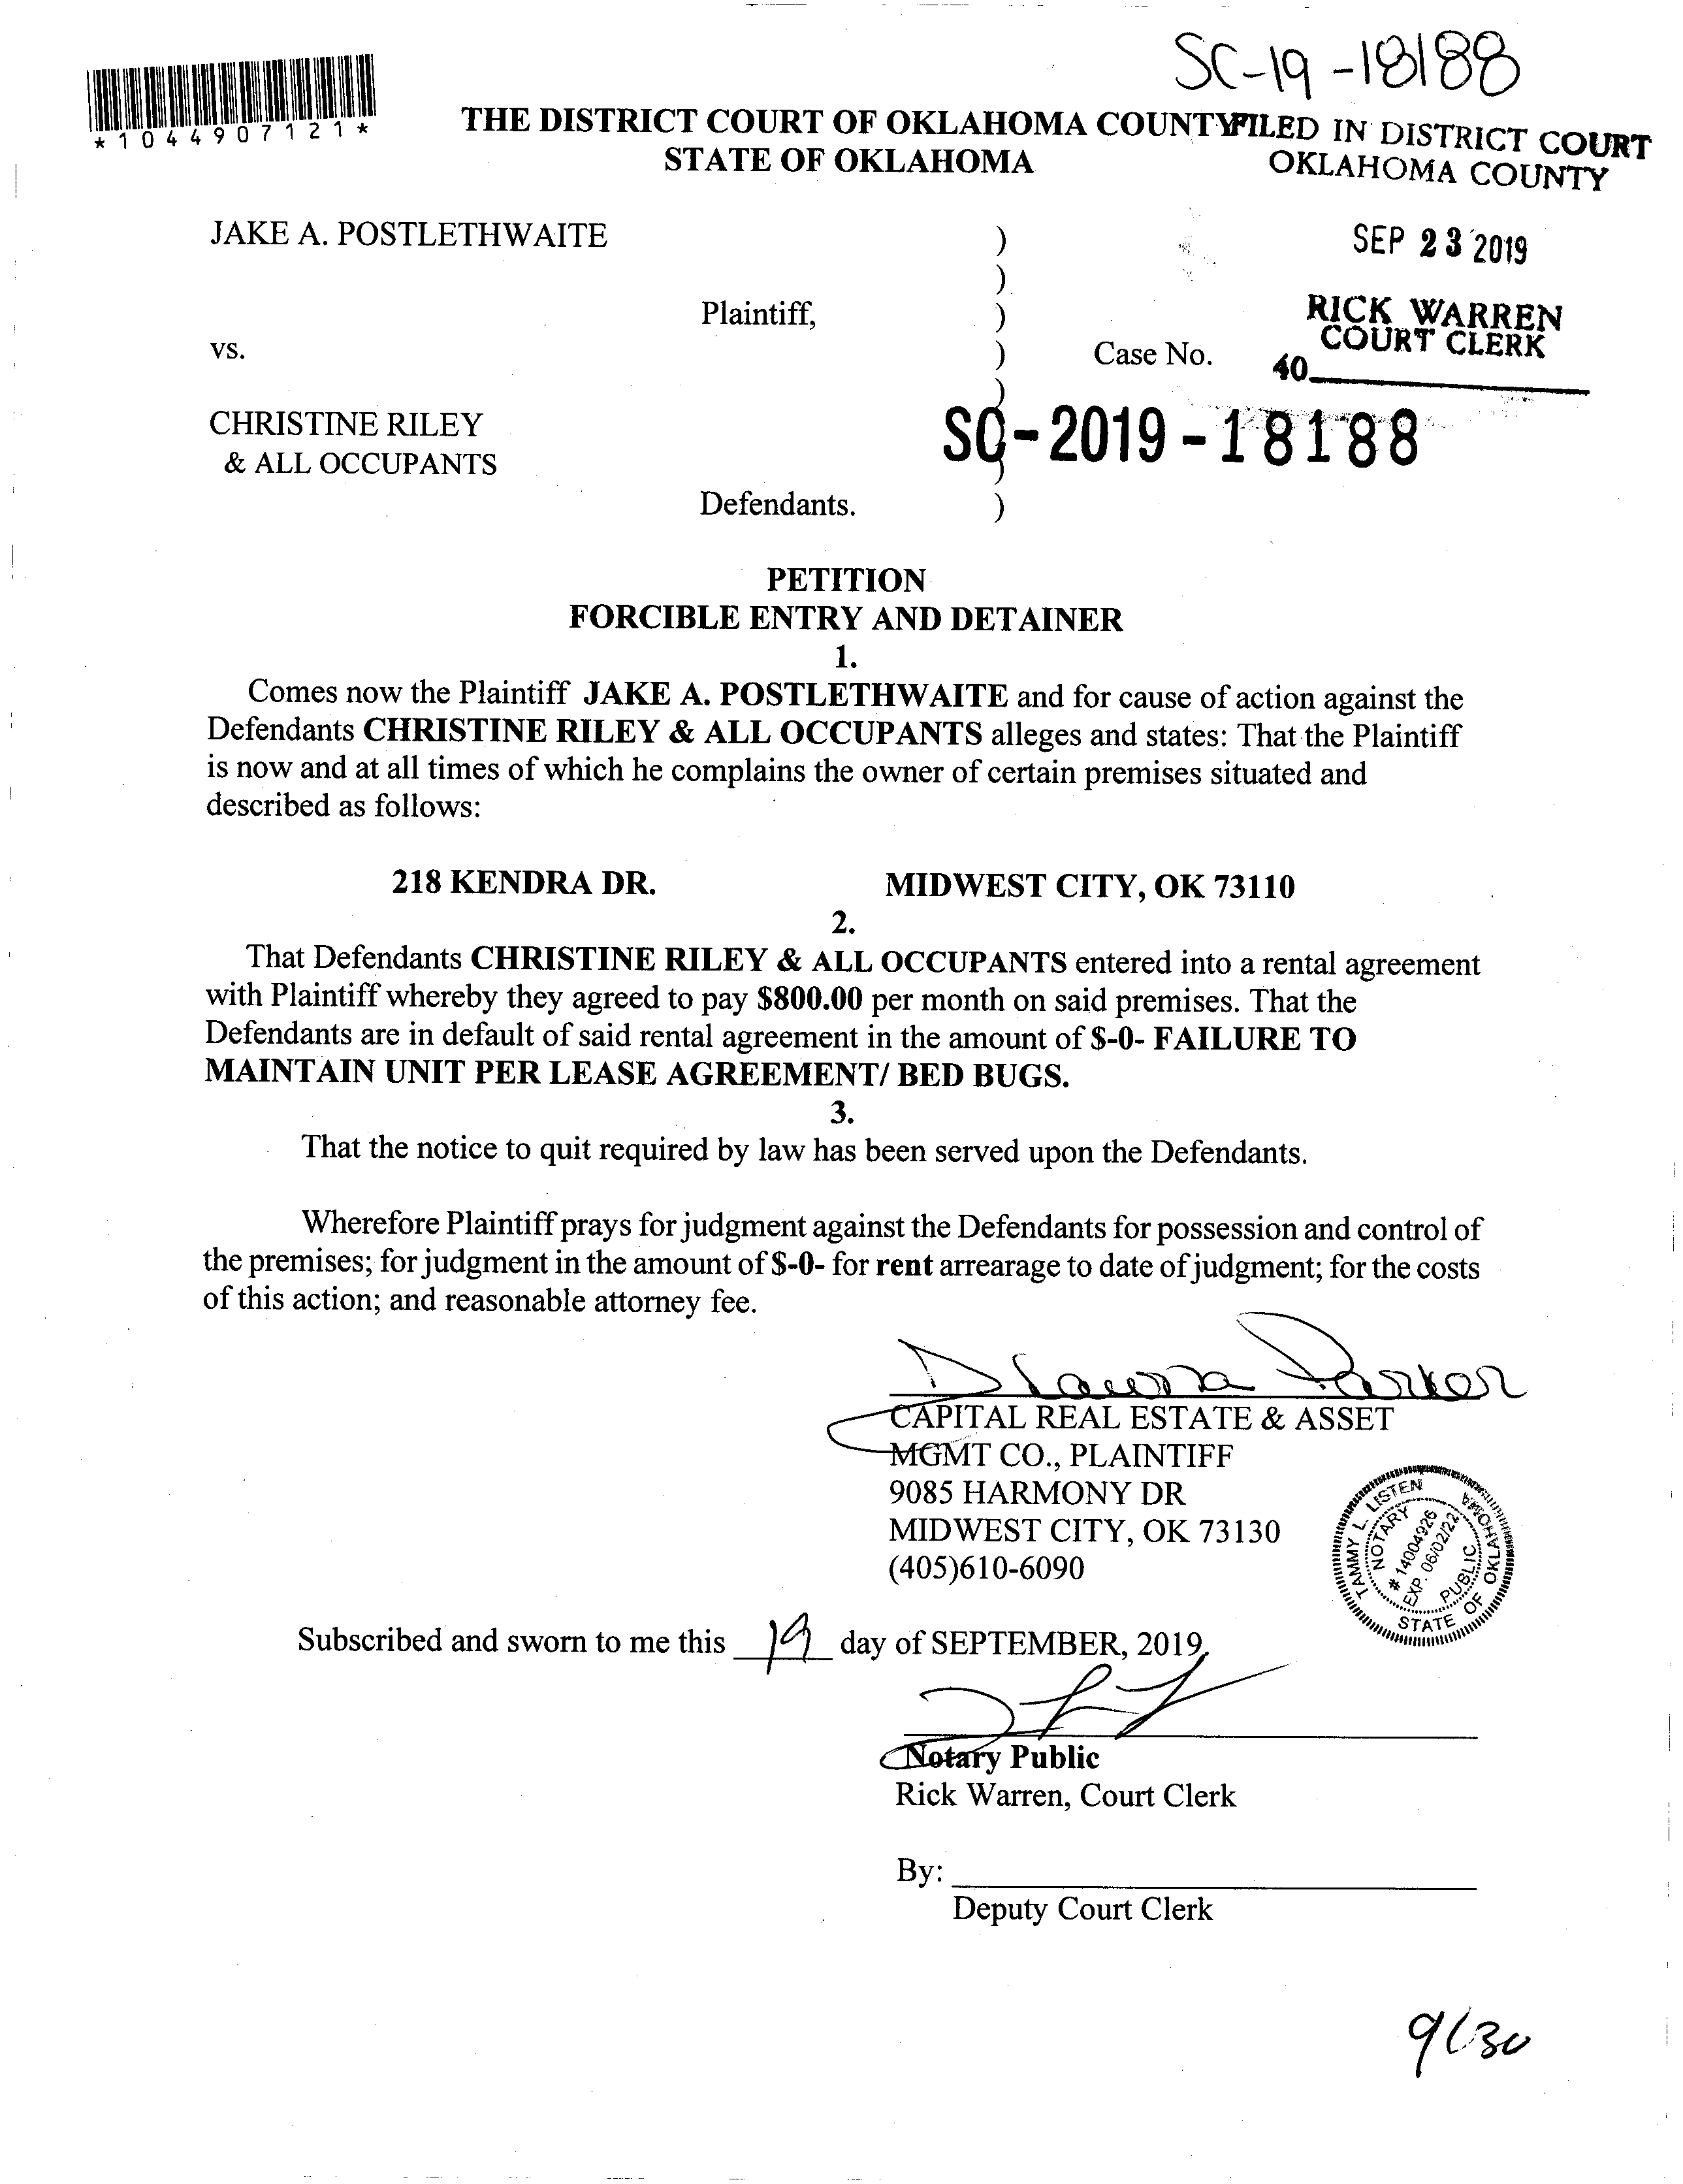 SC-19-18188
*1044907121*
THE DISTRICT COURT OF OKLAHOMA COUNTY
STATE OF OKLAHOMA
FILED IN DISTRICT COURT
OKLAHOMA COUNTY
JAKE A. POSTLETHWAITE )
SEP 23 2019
)
Plaintiff, )
RICK WARREN
COURT CLERK
vs. ) Case No.
40
)
CHRISTINE RILEY
SC-2019-18188
& ALL OCCUPANTS )
Defendants. )
PETITION
FORCIBLE ENTRY AND DETAINER
1.
Comes now the Plaintiff JAKE A. POSTLETHWAITE and for cause of action against the
Defendants CHRISTINE RILEY & ALL OCCUPANTS alleges and states: That the Plaintiff
is now and at all times of which he complains the owner of certain premises situated and
described as follows:
218 KENDRA DR. MIDWEST CITY, OK 73110
2.
That Defendants CHRISTINE RILEY & ALL OCCUPANTS entered into a rental agreement
with Plaintiff whereby they agreed to pay $800.00 per month on said premises. That the
Defendants are in default of said rental agreement in the amount of $-0- FAILURE TO
MAINTAIN UNIT PER LEASE AGREEMENT/ BED BUGS.
3.
That the notice to quit required by law has been served upon the Defendants.
Wherefore Plaintiff prays for judgment against the Defendants for possession and control of
the premises; for judgment in the amount of $-0- for rent arrearage to date of judgment; for the costs
of this action; and reasonable attorney fee.
Parker
CAPITAL REAL ESTATE & ASSET
MGMT CO., PLAINTIFF
9085 HARMONY DR
MIDWEST CITY, OK 73130
(405)610-6090
TAMMY L. LISTEN
NOTARY
# 14004926
EXP. 06/02/22
PUBLIC
STATE OF OKLAHOMA
Subscribed and sworn to me this 19 day of SEPTEMBER, 2019.
Notary Public
Rick Warren, Court Clerk
By:
Deputy Court Clerk
9/30